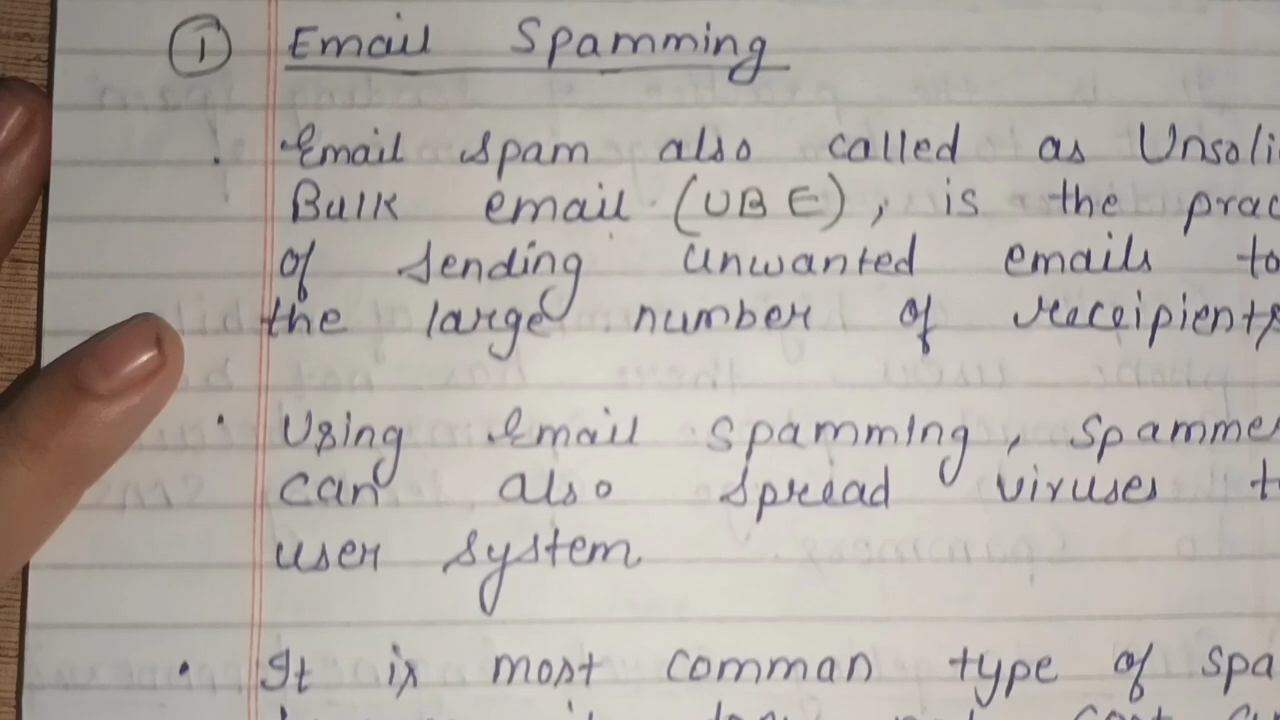 ① Email Spamming
· Email spam also called as Unsoli
Bulk email (UBE), is the prac
of sending unwanted emails to
the large number of receipients
· Using Email spamming, spammer
can also spread viruses t
user system
· It is most comman type of spa